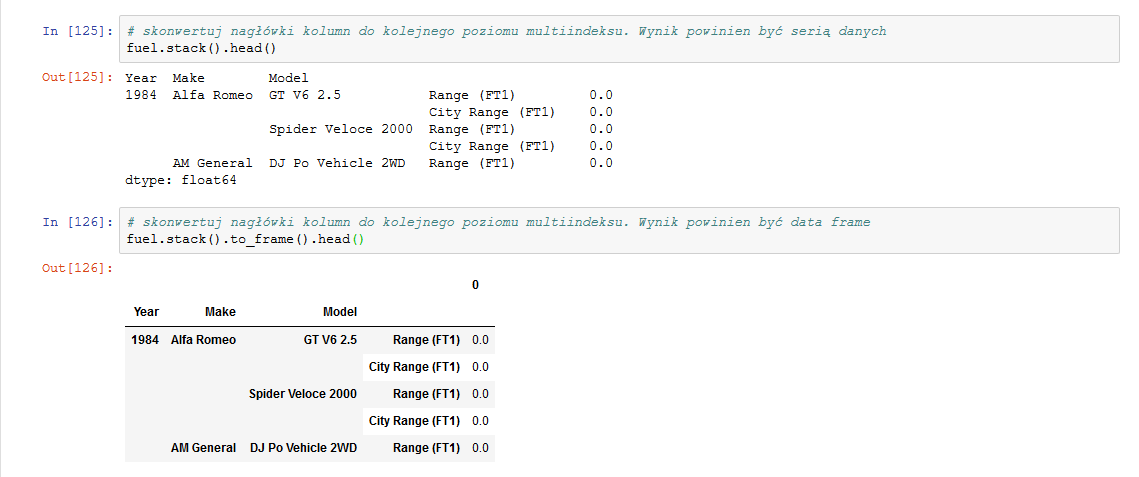 In [125]: # skonwertuj nagłówki kolumn do kolejnego poziomu multiindeksu. Wynik powinien być serią danych
fuel.stack().head()
Out[125]: Year Make Model
1984 Alfa Romeo GT V6 2.5 Range (FT1) 0.0
City Range (FT1) 0.0
Spider Veloce 2000 Range (FT1) 0.0
City Range (FT1) 0.0
AM General DJ Po Vehicle 2WD Range (FT1) 0.0
dtype: float64
In [126]: # skonwertuj nagłówki kolumn do kolejnego poziomu multiindeksu. Wynik powinien być data frame
fuel.stack().to_frame().head()
Out[126]:
0
Year Make Model
1984 Alfa Romeo GT V6 2.5 Range (FT1) 0.0
City Range (FT1) 0.0
Spider Veloce 2000 Range (FT1) 0.0
City Range (FT1) 0.0
AM General DJ Po Vehicle 2WD Range (FT1) 0.0